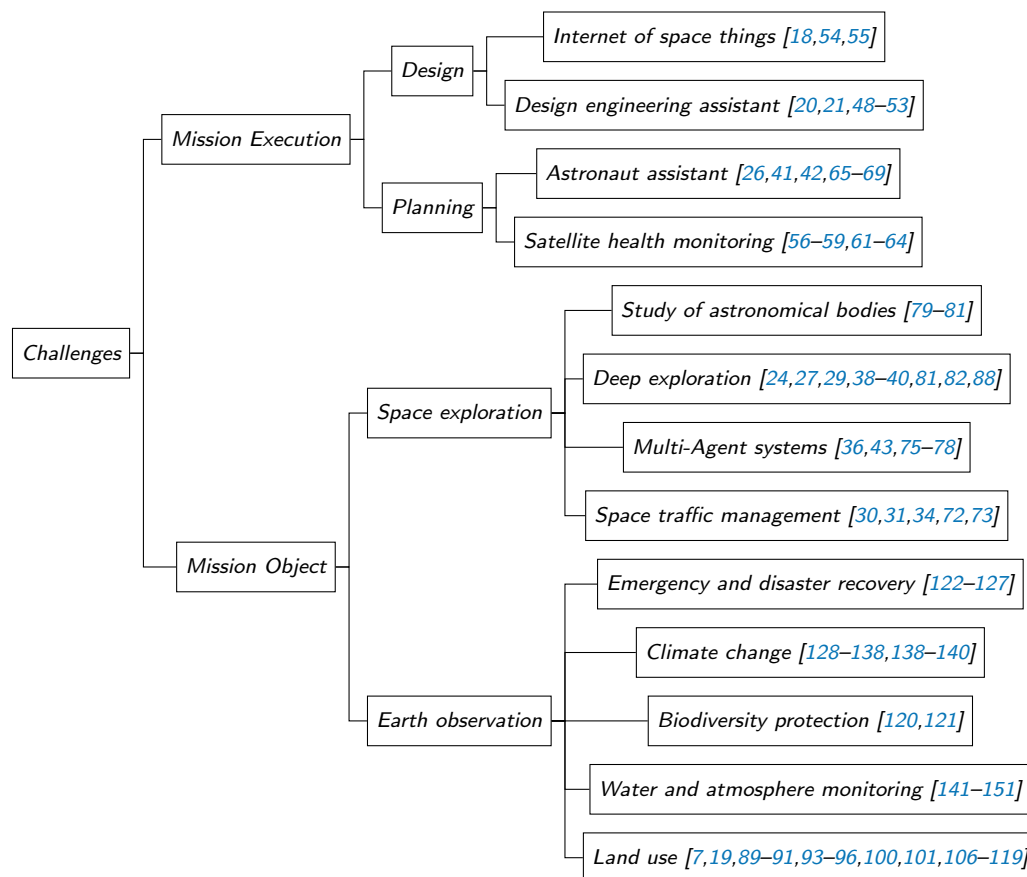 Challenges
Mission Execution
Design
Internet of space things [18,54,55]
Design engineering assistant [20,21,48–53]
Planning
Astronaut assistant [26,41,42,65–69]
Satellite health monitoring [56–59,61–64]
Mission Object
Space exploration
Study of astronomical bodies [79–81]
Deep exploration [24,27,29,38–40,81,82,88]
Multi-Agent systems [36,43,75–78]
Space traffic management [30,31,34,72,73]
Earth observation
Emergency and disaster recovery [122–127]
Climate change [128–138,138–140]
Biodiversity protection [120,121]
Water and atmosphere monitoring [141–151]
Land use [7,19,89–91,93–96,100,101,106–119]